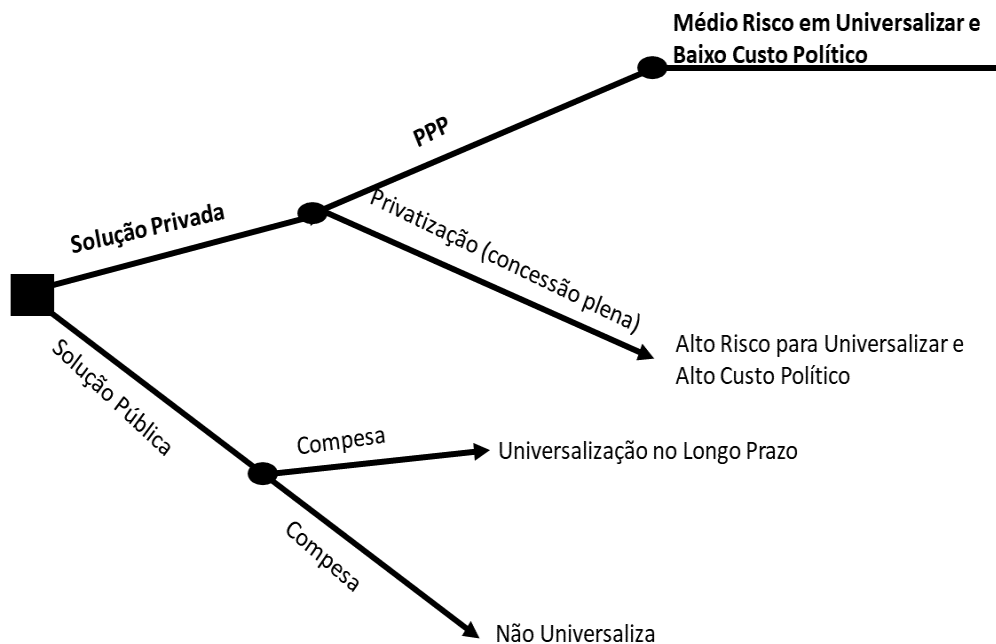 Médio Risco em Universalizar e
Baixo Custo Político
PPP
Solução Privada
Privatização (concessão plena)
Alto Risco para Universalizar e
Alto Custo Político
Solução Pública
Compesa
Universalização no Longo Prazo
Compesa
Não Universaliza